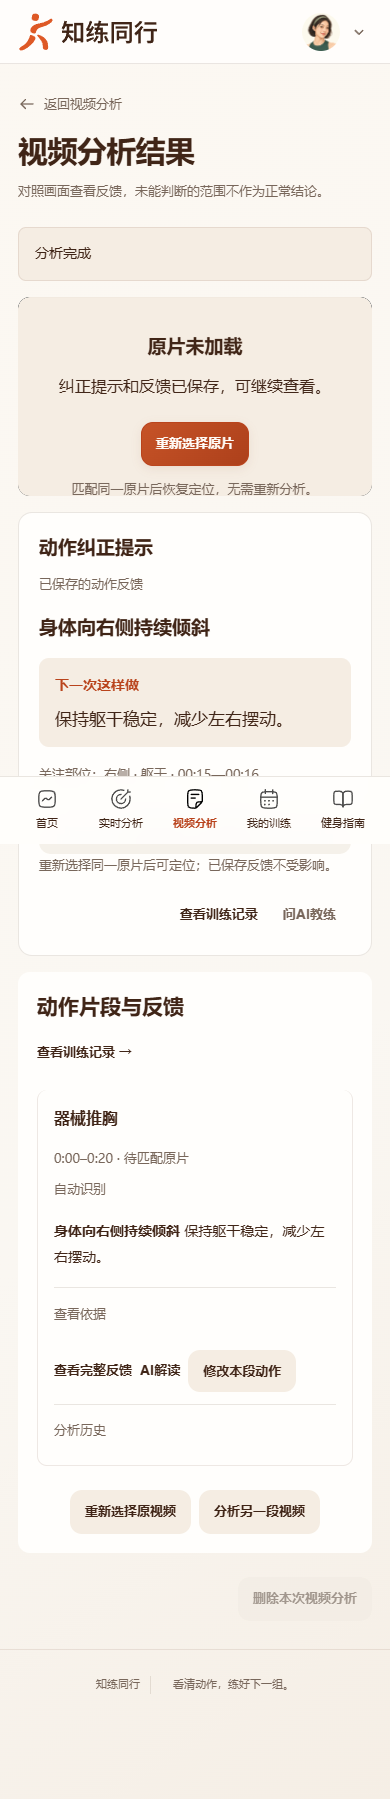 知练同行
返回视频分析
视频分析结果
对照画面查看反馈，未能判断的范围不作为正常结论。
分析完成
原片未加载
纠正提示和反馈已保存，可继续查看。
重新选择原片
匹配同一原片后恢复定位，无需重新分析。
动作纠正提示
已保存的动作反馈
身体向右侧持续倾斜
下一次这样做
保持躯干稳定，减少左右摆动。
关注部位：右侧 · 躯干 · 00:15—00:16
首页
实时分析
视频分析
我的训练
健身指南
重新选择同一原片后可定位；已保存反馈不受影响。
查看训练记录
问AI教练
动作片段与反馈
查看训练记录 →
器械推胸
0:00–0:20 · 待匹配原片
自动识别
身体向右侧持续倾斜 保持躯干稳定，减少左
右摆动。
查看依据
查看完整反馈 AI解读 修改本段动作
分析历史
重新选择原视频
分析另一段视频
删除本次视频分析
知练同行
看清动作，练好下一组。